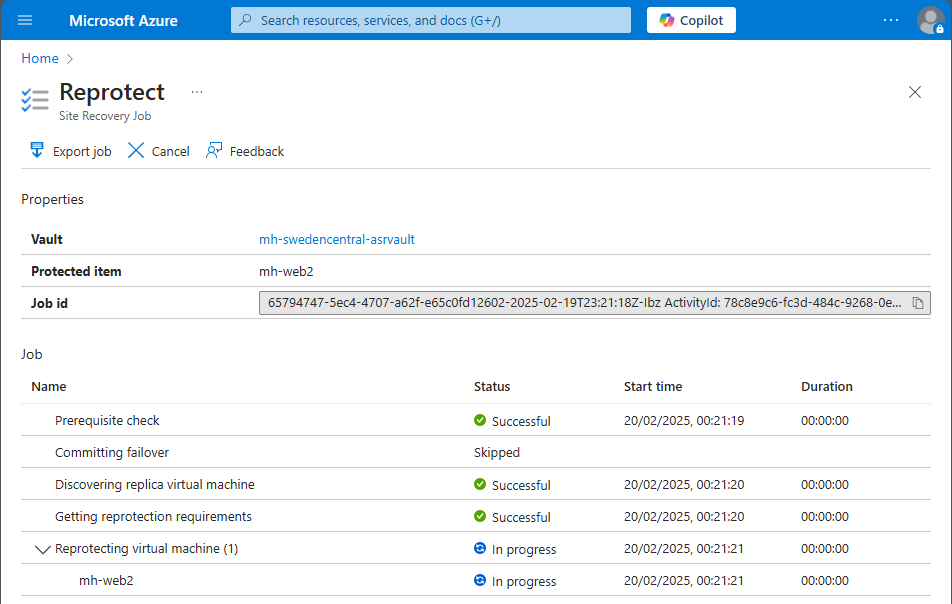 Microsoft Azure
Search resources, services, and docs (G+/)
Copilot
Home
Reprotect
Site Recovery Job
Export job Cancel Feedback
Properties
Vault mh-swedencentral-asrvault
Protected item mh-web2
Job id 65794747-5ec4-4707-a62f-e65c0fd12602-2025-02-19T23:21:18Z-Ibz ActivityId: 78c8e9c6-fc3d-484c-9268-0e...
Job
Name Status Start time Duration
Prerequisite check Successful 20/02/2025, 00:21:19 00:00:00
Committing failover Skipped
Discovering replica virtual machine Successful 20/02/2025, 00:21:20 00:00:00
Getting reprotection requirements Successful 20/02/2025, 00:21:20 00:00:00
Reprotecting virtual machine (1) In progress 20/02/2025, 00:21:21 00:00:00
mh-web2 In progress 20/02/2025, 00:21:21 00:00:00